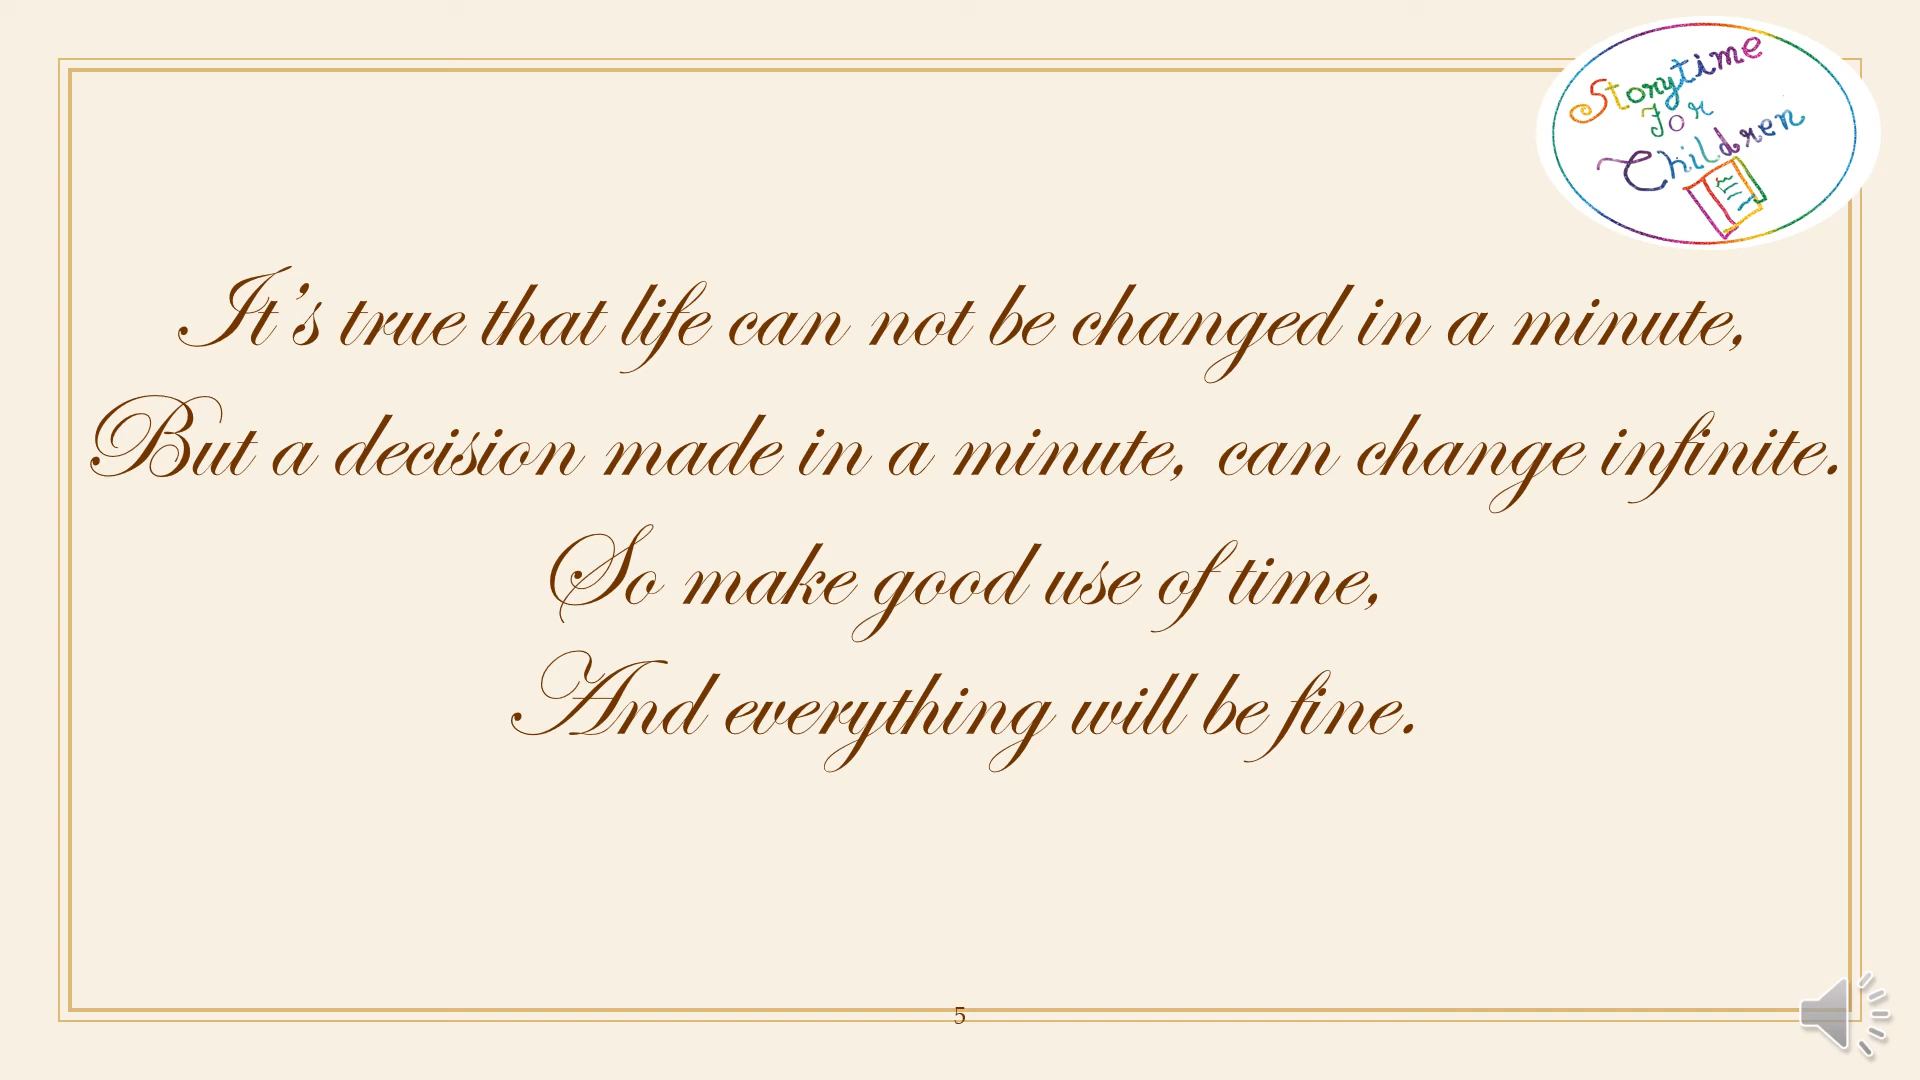 Storytime
For
Children
It’s true that life can not be changed in a minute,
But a decision made in a minute, can change infinite.
So make good use of time,
And everything will be fine.
5